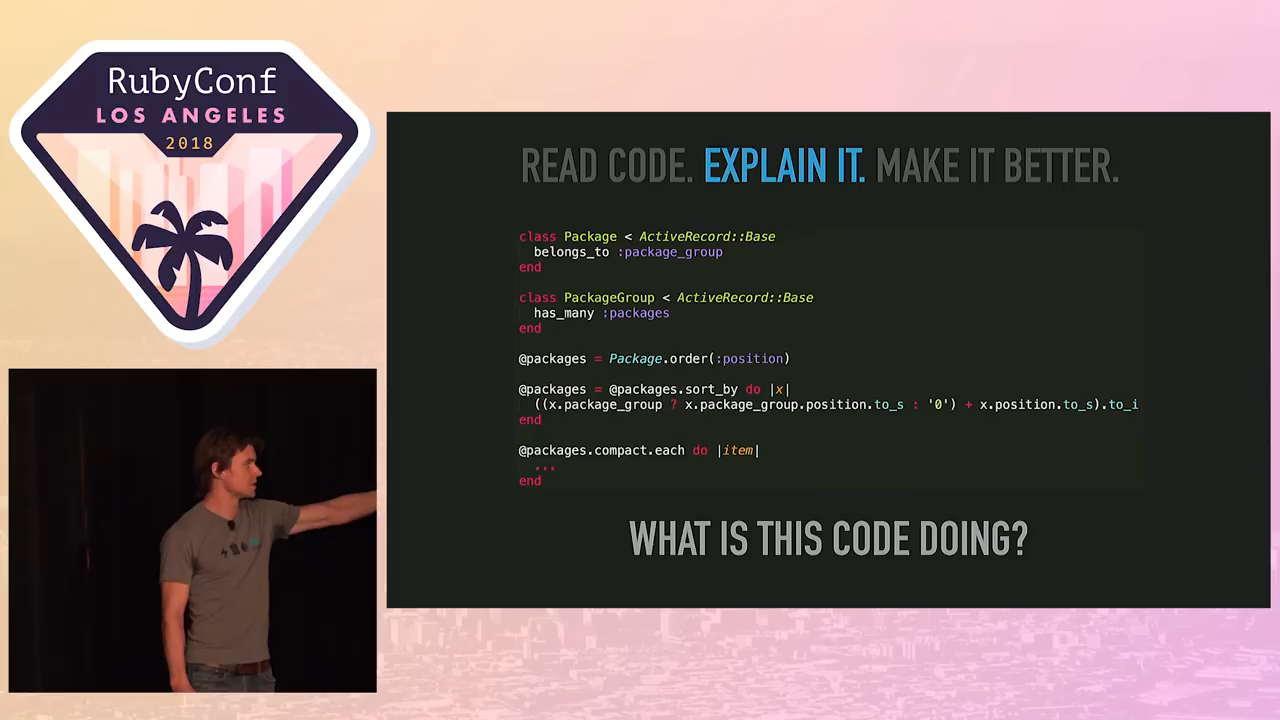 RubyConf
LOS ANGELES
2018
READ CODE. EXPLAIN IT. MAKE IT BETTER.
class Package < ActiveRecord::Base
  belongs_to :package_group
end
class PackageGroup < ActiveRecord::Base
  has_many :packages
end
@packages = Package.order(:position)
@packages = @packages.sort_by do |x|
  ((x.package_group ? x.package_group.position.to_s : '0') + x.position.to_s).to_i
end
@packages.compact.each do |item|
  ...
end
WHAT IS THIS CODE DOING?